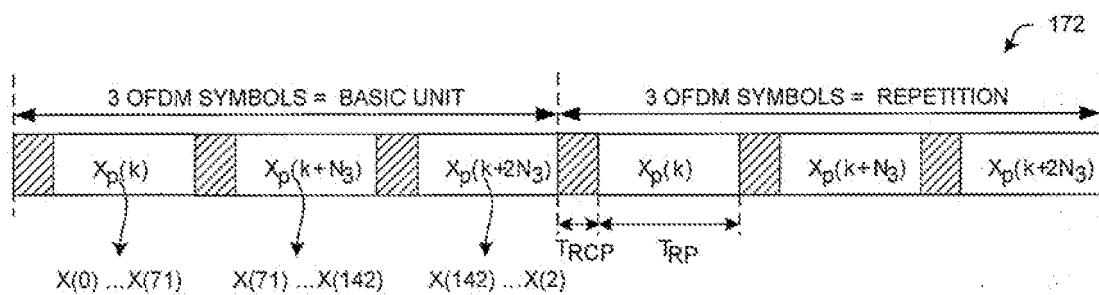 172
3 OFDM SYMBOLS = BASIC UNIT 3 OFDM SYMBOLS = REPETITION
Xp(k) Xp(k+N3) Xp(k+2N3) Xp(k) Xp(k+N3) Xp(k+2N3)
TRCP TRP
X(0) ...X(71) X(71) ...X(142) X(142) ...X(2)